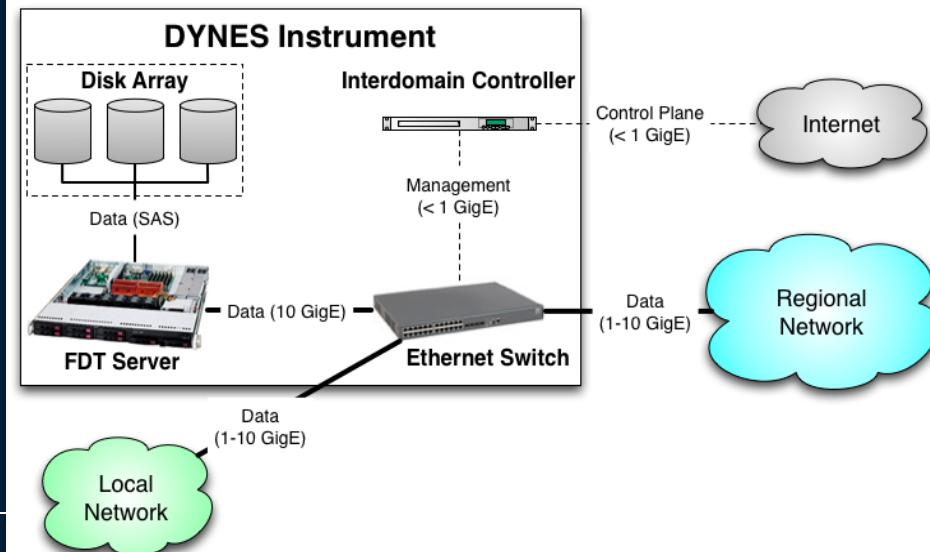 DYNES Instrument
Disk Array
Interdomain Controller
Control Plane
(< 1 GigE)
Internet
Management
(< 1 GigE)
Data (SAS)
Data (10 GigE)
Data
(1-10 GigE)
Regional
Network
FDT Server
Ethernet Switch
Data
(1-10 GigE)
Local
Network